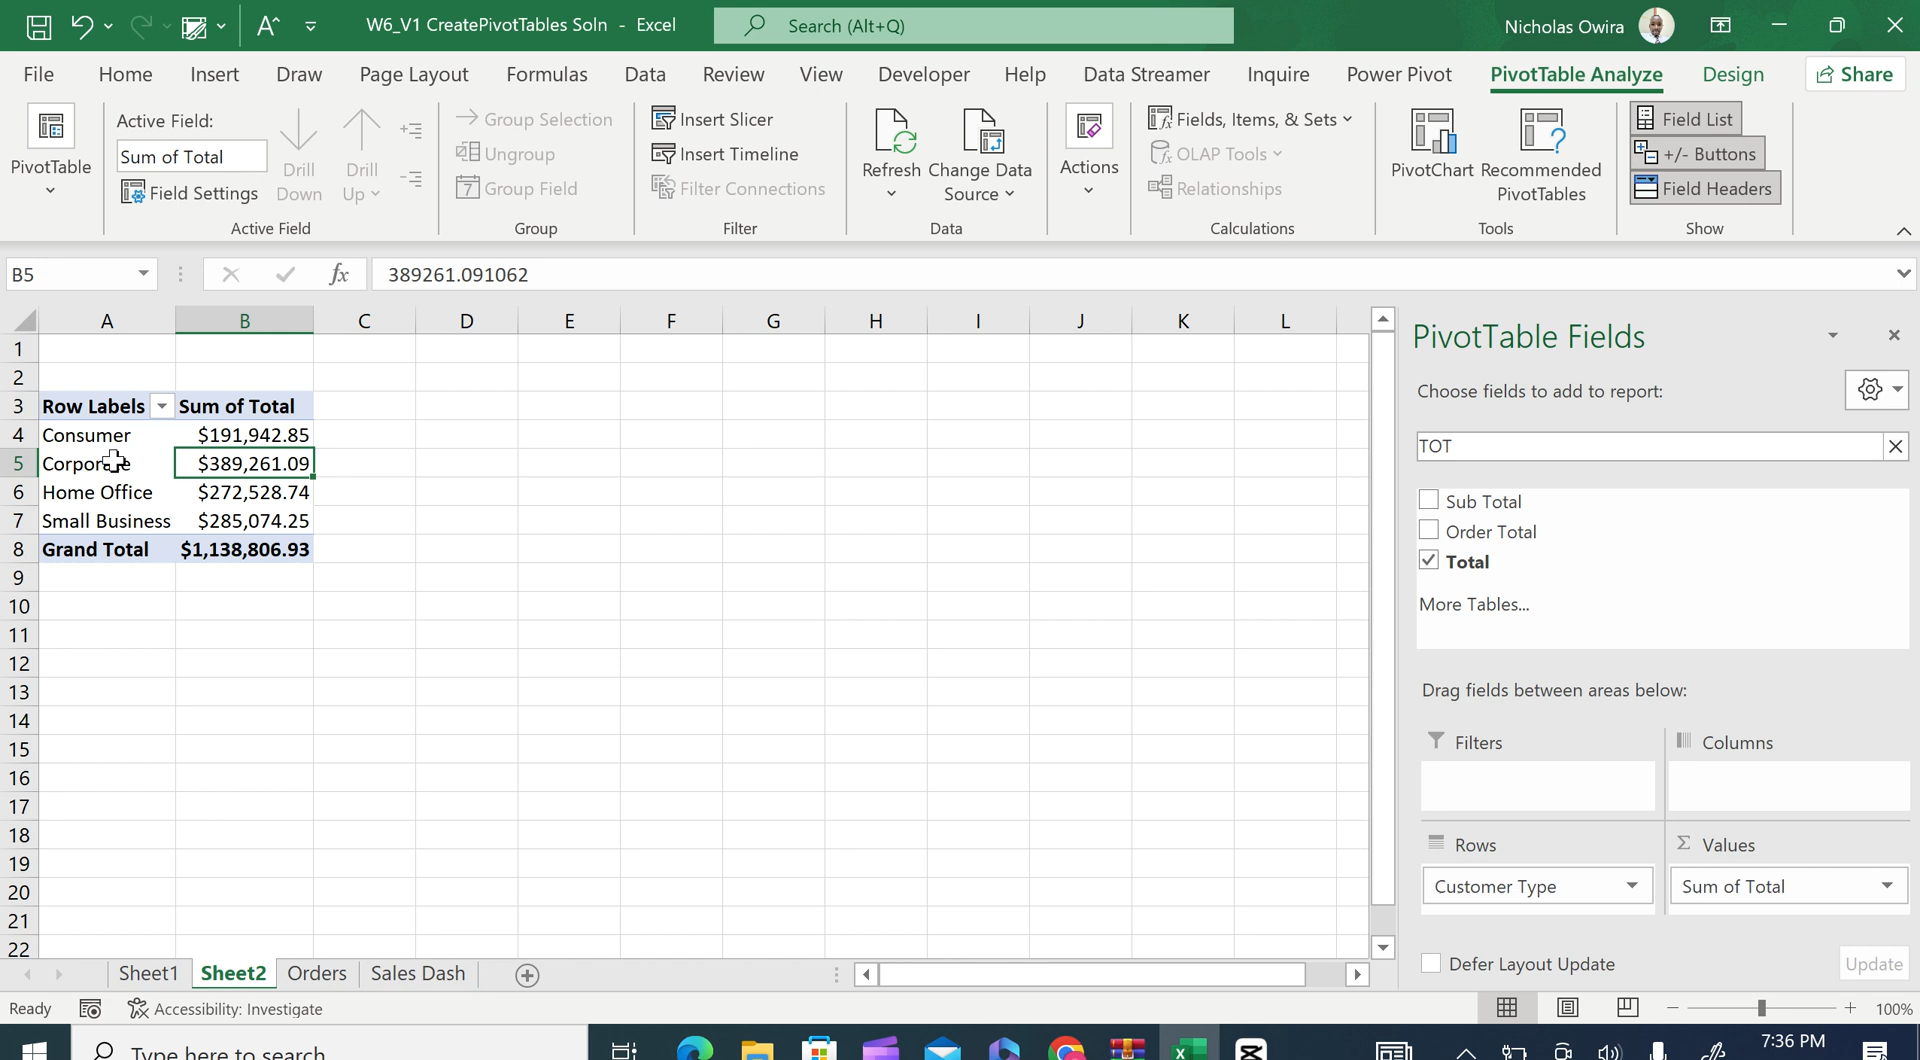 W6_V1 CreatePivotTables Soln - Excel
Search (Alt+Q)
Nicholas Owira
File Home Insert Draw Page Layout Formulas Data Review View Developer Help Data Streamer Inquire Power Pivot PivotTable Analyze Design Share
PivotTable
Active Field:
Sum of Total
Field Settings
Drill Down
Drill Up
Active Field
Group Selection
Ungroup
Group Field
Group
Insert Slicer
Insert Timeline
Filter Connections
Filter
Refresh
Change Data Source
Data
Actions
Fields, Items, & Sets
OLAP Tools
Relationships
Calculations
PivotChart
Recommended PivotTables
Tools
Field List
+/- Buttons
Field Headers
Show
B5
fx
389261.091062
A B C D E F G H I J K L
1
2
3 Row Labels Sum of Total
4 Consumer $191,942.85
5 Corporate $389,261.09
6 Home Office $272,528.74
7 Small Business $285,074.25
8 Grand Total $1,138,806.93
9
10
11
12
13
14
15
16
17
18
19
20
21
22
PivotTable Fields
Choose fields to add to report:
TOT
Sub Total
Order Total
Total
More Tables...
Drag fields between areas below:
Filters
Columns
Rows
Values
Customer Type
Sum of Total
Defer Layout Update
Update
Sheet1 Sheet2 Orders Sales Dash
Ready
Accessibility: Investigate
100%
Type here to search
7:36 PM